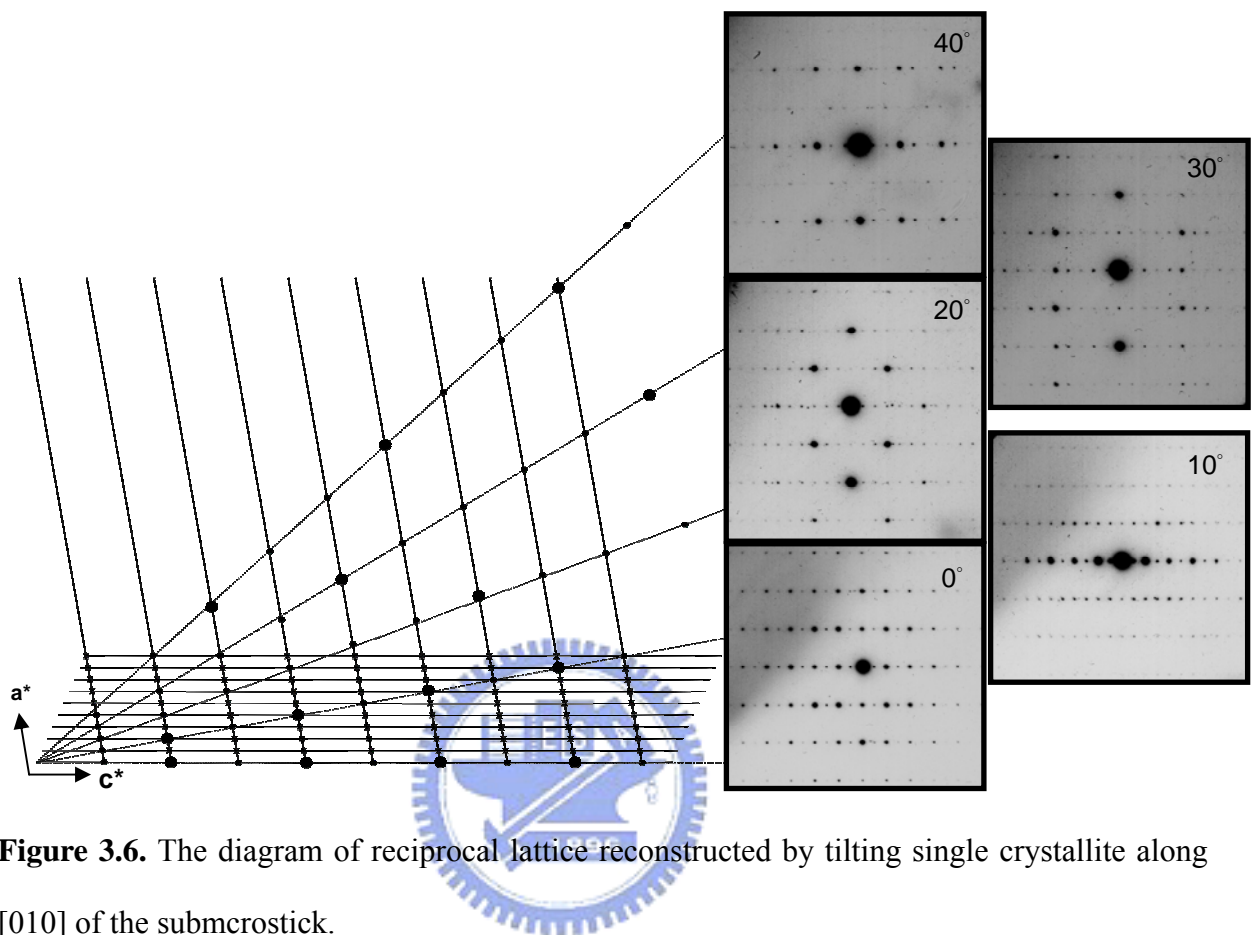 40°
30°
20°
10°
0°
a*
c*
E S
1896
Figure 3.6. The diagram of reciprocal lattice reconstructed by tilting single crystallite along
[010] of the submcrostick.